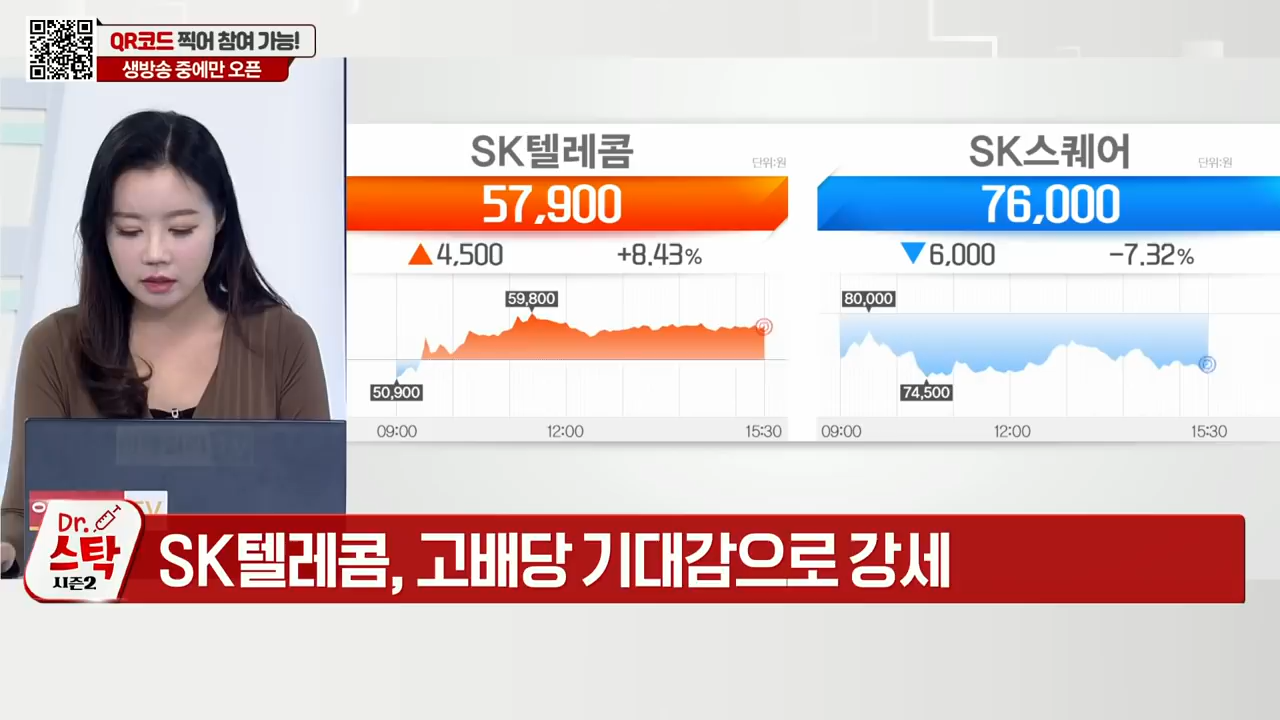 QR코드 찍어 참여 가능!
생방송 중에만 오픈
SK텔레콤
단위:원
57,900
▲4,500 +8.43%
59,800
50,900
09:00 12:00 15:30
SK스퀘어
단위:원
76,000
▼6,000 -7.32%
80,000
74,500
09:00 12:00 15:30
Dr.
스탁
시즌2
SK텔레콤, 고배당 기대감으로 강세